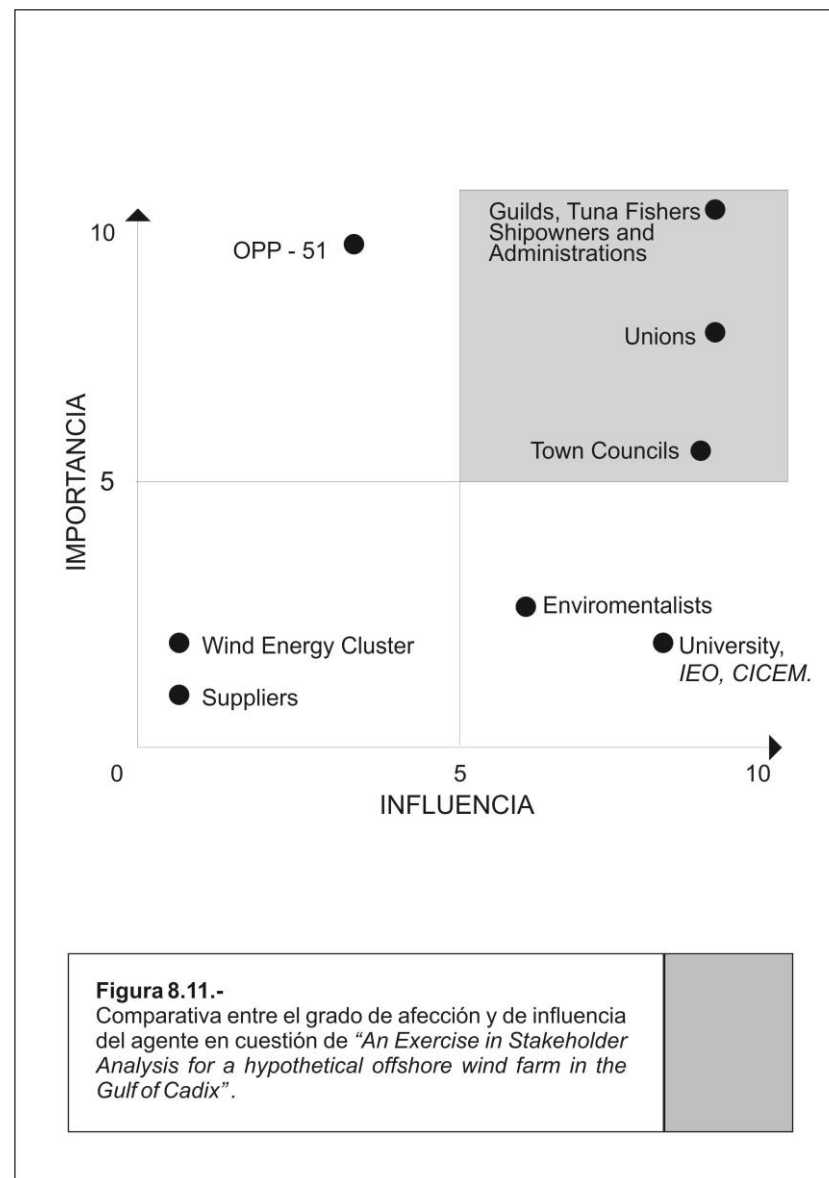 10
OPP - 51
Guilds, Tuna Fishers
Shipowners and
Administrations
Unions
Town Councils
IMPORTANCIA
5
Enviromentalists
Wind Energy Cluster
University,
IEO, CICEM.
Suppliers
0
5
10
INFLUENCIA
Figura 8.11.-
Comparativa entre el grado de afección y de influencia
del agente en cuestión de “An Exercise in Stakeholder
Analysis for a hypothetical offshore wind farm in the
Gulf of Cadix”.